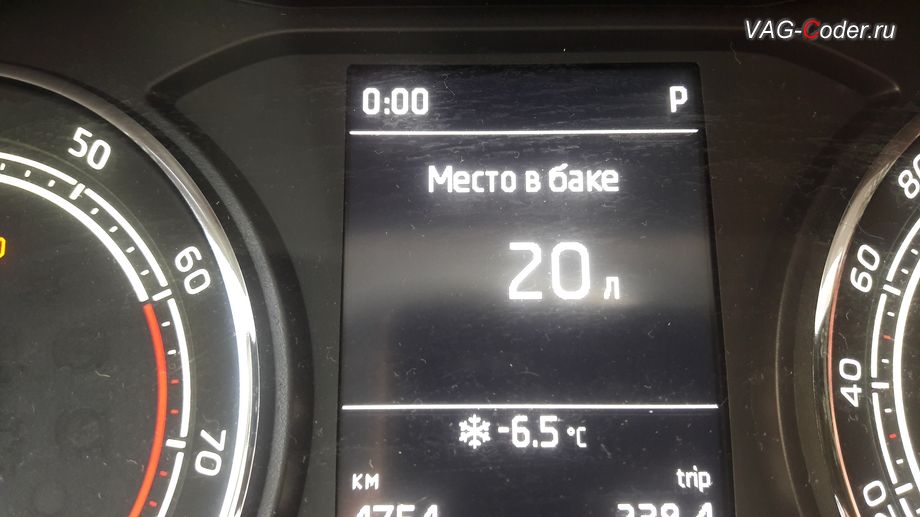 VAG-Coder.ru
0:00 P
Место в баке
20 л
-6.5 °C
км trip
50
60
70
80
60
40